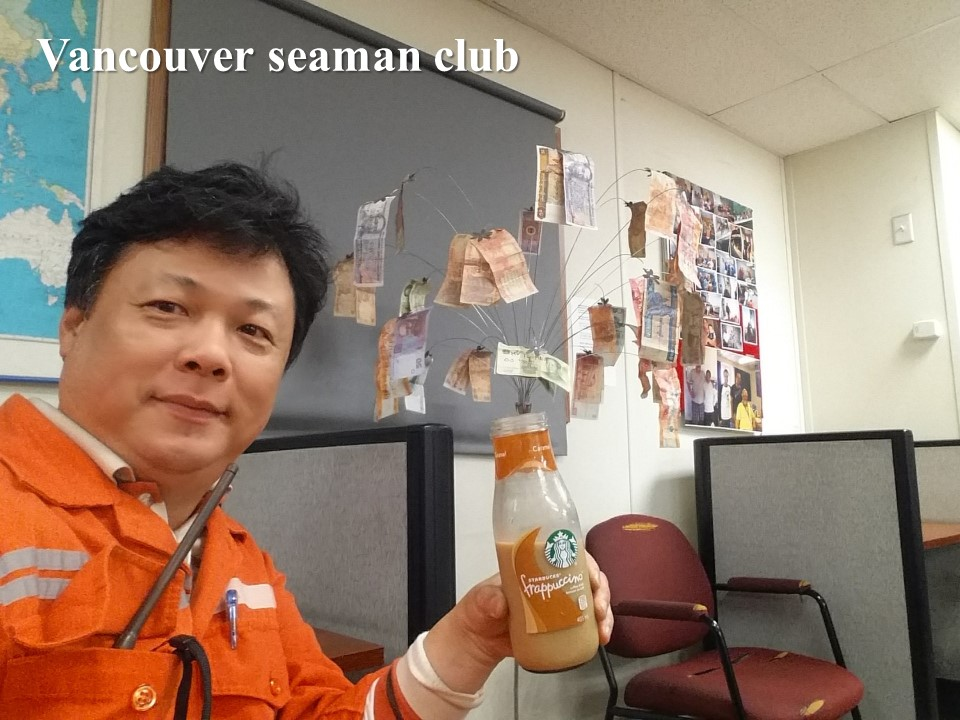 Vancouver seaman club
STARBUCKS
frappuccino